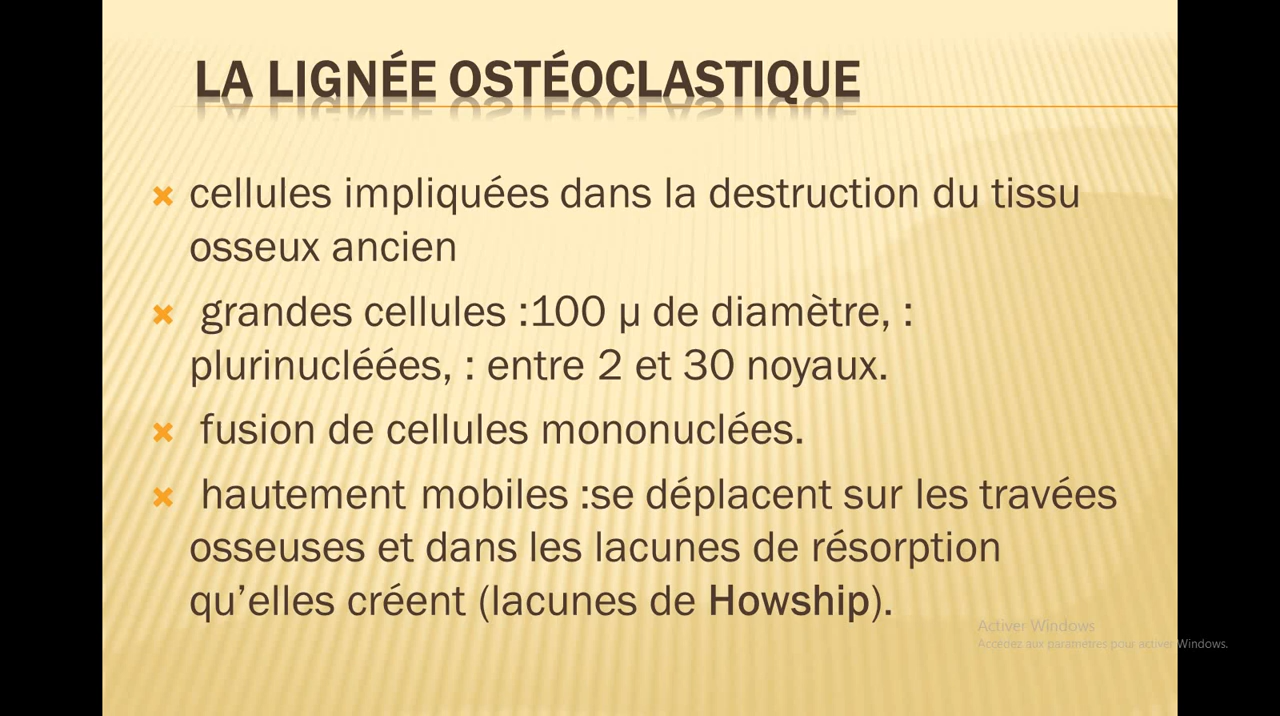 LA LIGNÉE OSTÉOCLASTIQUE
cellules impliquées dans la destruction du tissu
osseux ancien
grandes cellules :100 µ de diamètre, :
plurinucléées, : entre 2 et 30 noyaux.
fusion de cellules mononuclées.
hautement mobiles :se déplacent sur les travées
osseuses et dans les lacunes de résorption
qu’elles créent (lacunes de Howship).
Activer Windows
Accédez aux paramètres pour activer Windows.